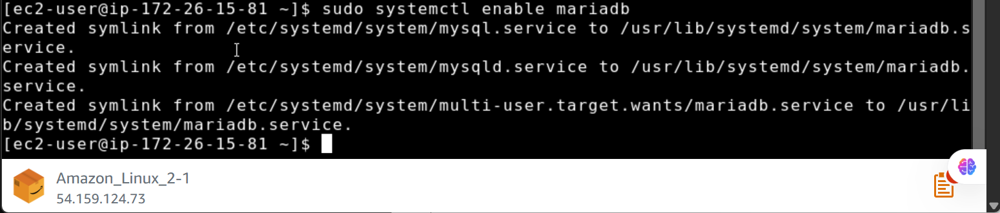 [ec2-user@ip-172-26-15-81 ~]$ sudo systemctl enable mariadb
Created symlink from /etc/systemd/system/mysql.service to /usr/lib/systemd/system/mariadb.s
ervice.
Created symlink from /etc/systemd/system/mysqld.service to /usr/lib/systemd/system/mariadb.
service.
Created symlink from /etc/systemd/system/multi-user.target.wants/mariadb.service to /usr/li
b/systemd/system/mariadb.service.
[ec2-user@ip-172-26-15-81 ~]$
Amazon_Linux_2-1
54.159.124.73